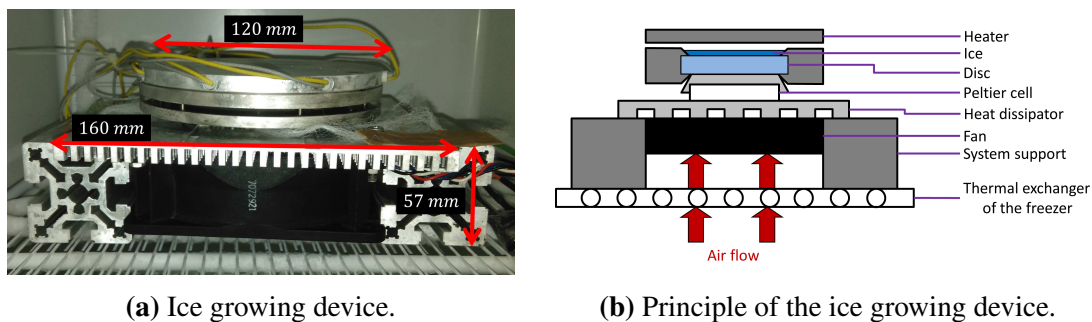 120 mm
160 mm
57 mm
7072921
Heater
Ice
Disc
Peltier cell
Heat dissipator
Fan
System support
Thermal exchanger
of the freezer
Air flow
(a) Ice growing device.
(b) Principle of the ice growing device.